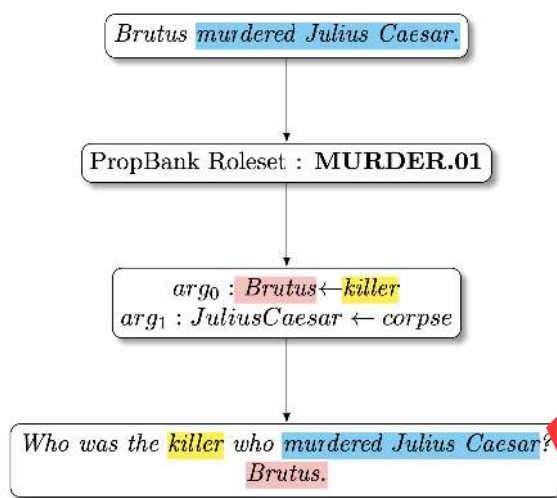 Brutus murdered Julius Caesar.
PropBank Roleset : MURDER.01
arg₀ : Brutus←killer
arg₁ : JuliusCaesar ← corpse
Who was the killer who murdered Julius Caesar?
Brutus.